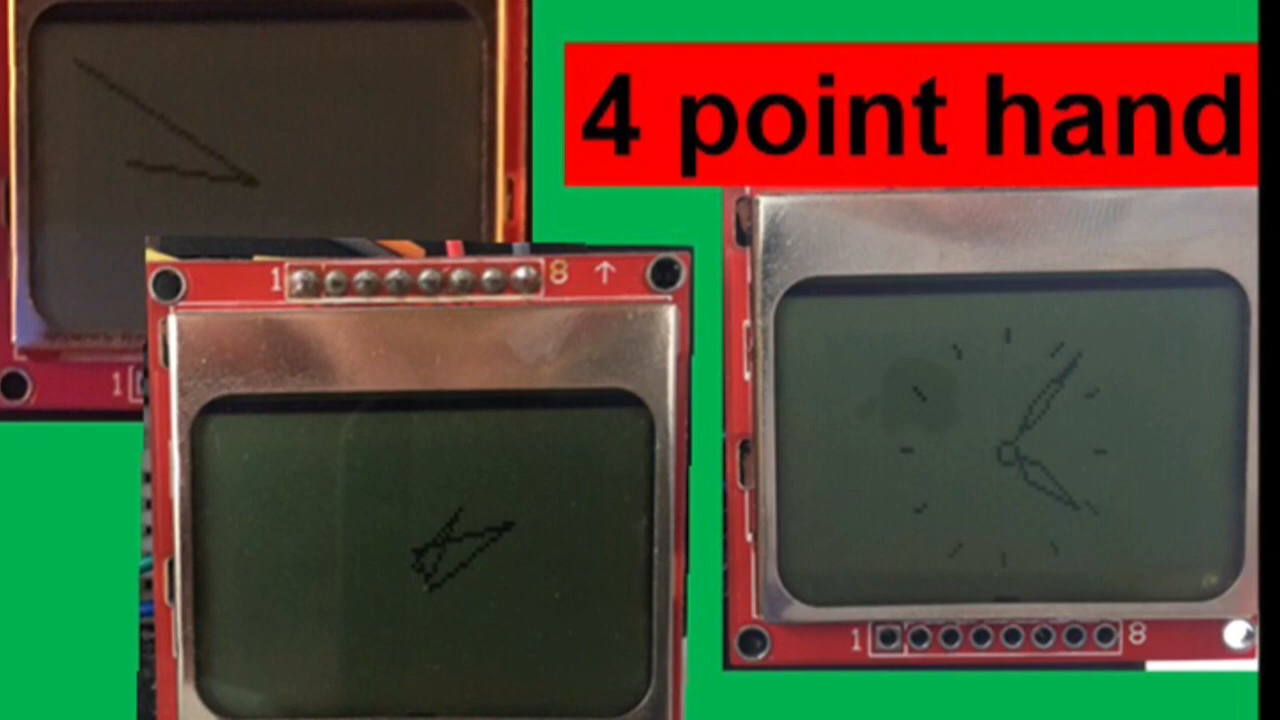 4 point hand
1 8 ↑
1
1 8